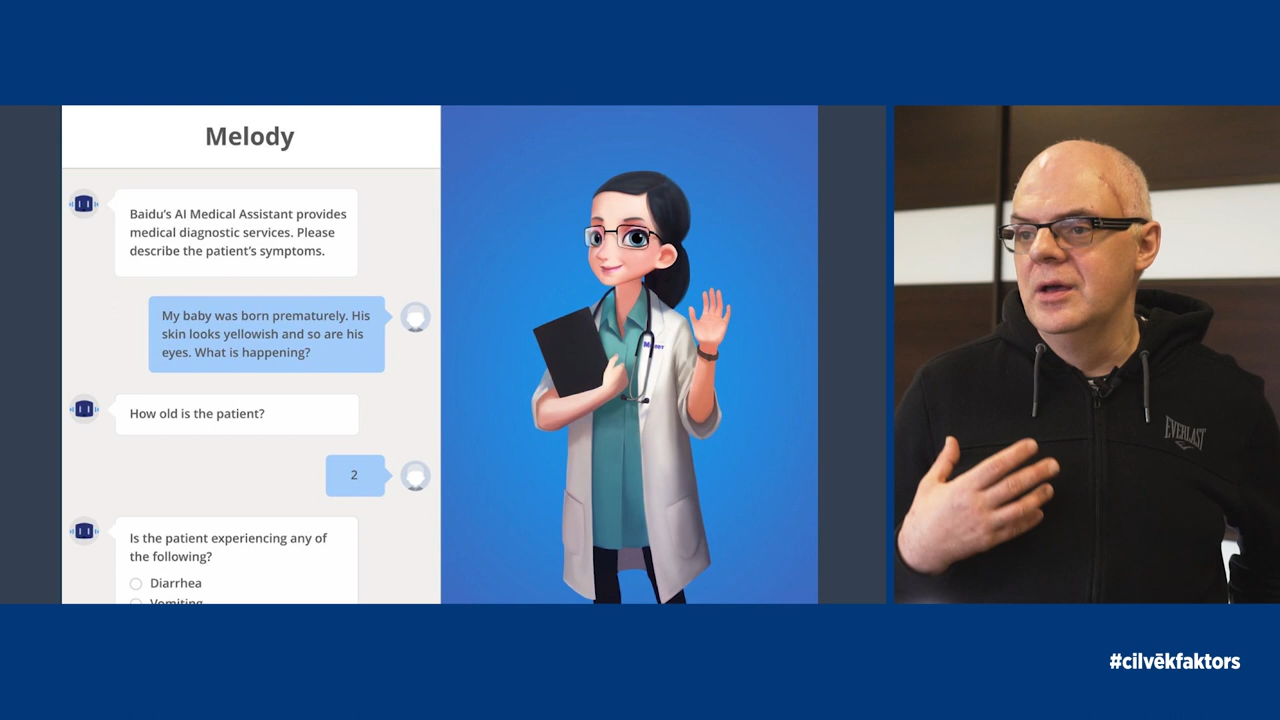 Melody
Baidu's AI Medical Assistant provides
medical diagnostic services. Please
describe the patient's symptoms.
My baby was born prematurely. His
skin looks yellowish and so are his
eyes. What is happening?
How old is the patient?
2
Is the patient experiencing any of
the following?
Diarrhea
Vomiting
Melody
EVERLAST
#cilvēkfaktors